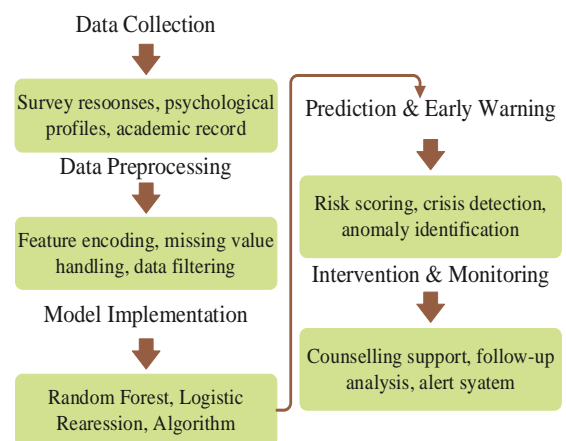 Data Collection
Survey resoonses, psychological
profiles, academic record
Data Preprocessing
Feature encoding, missing value
handling, data filtering
Model Implementation
Random Forest, Logistic
Rearession, Algorithm
Prediction & Early Warning
Risk scoring, crisis detection,
anomaly identification
Intervention & Monitoring
Counselling support, follow-up
analysis, alert syatem